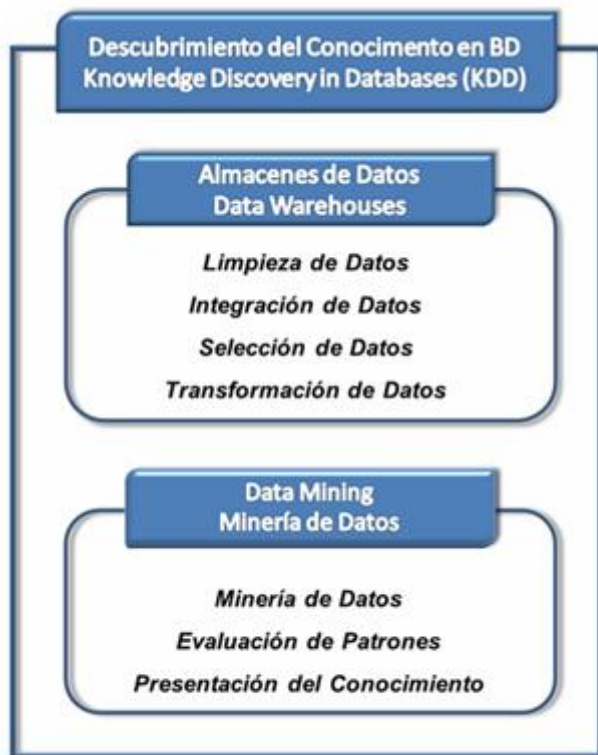 Descubrimiento del Conocimento en BD
Knowledge Discovery in Databases (KDD)
Almacenes de Datos
Data Warehouses
Limpieza de Datos
Integración de Datos
Selección de Datos
Transformación de Datos
Data Mining
Minería de Datos
Minería de Datos
Evaluación de Patrones
Presentación del Conocimiento